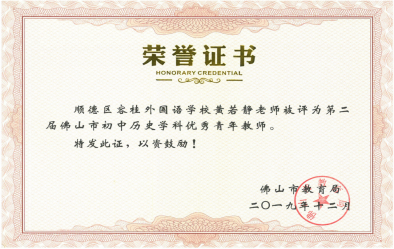 荣誉证书
HONORARY CREDENTIAL
顺德区容桂外国语学校黄若静老师被评为第二
届佛山市初中历史学科优秀青年教师。
特发此证，以资鼓励！
佛山市教育局
二〇一九年十二月